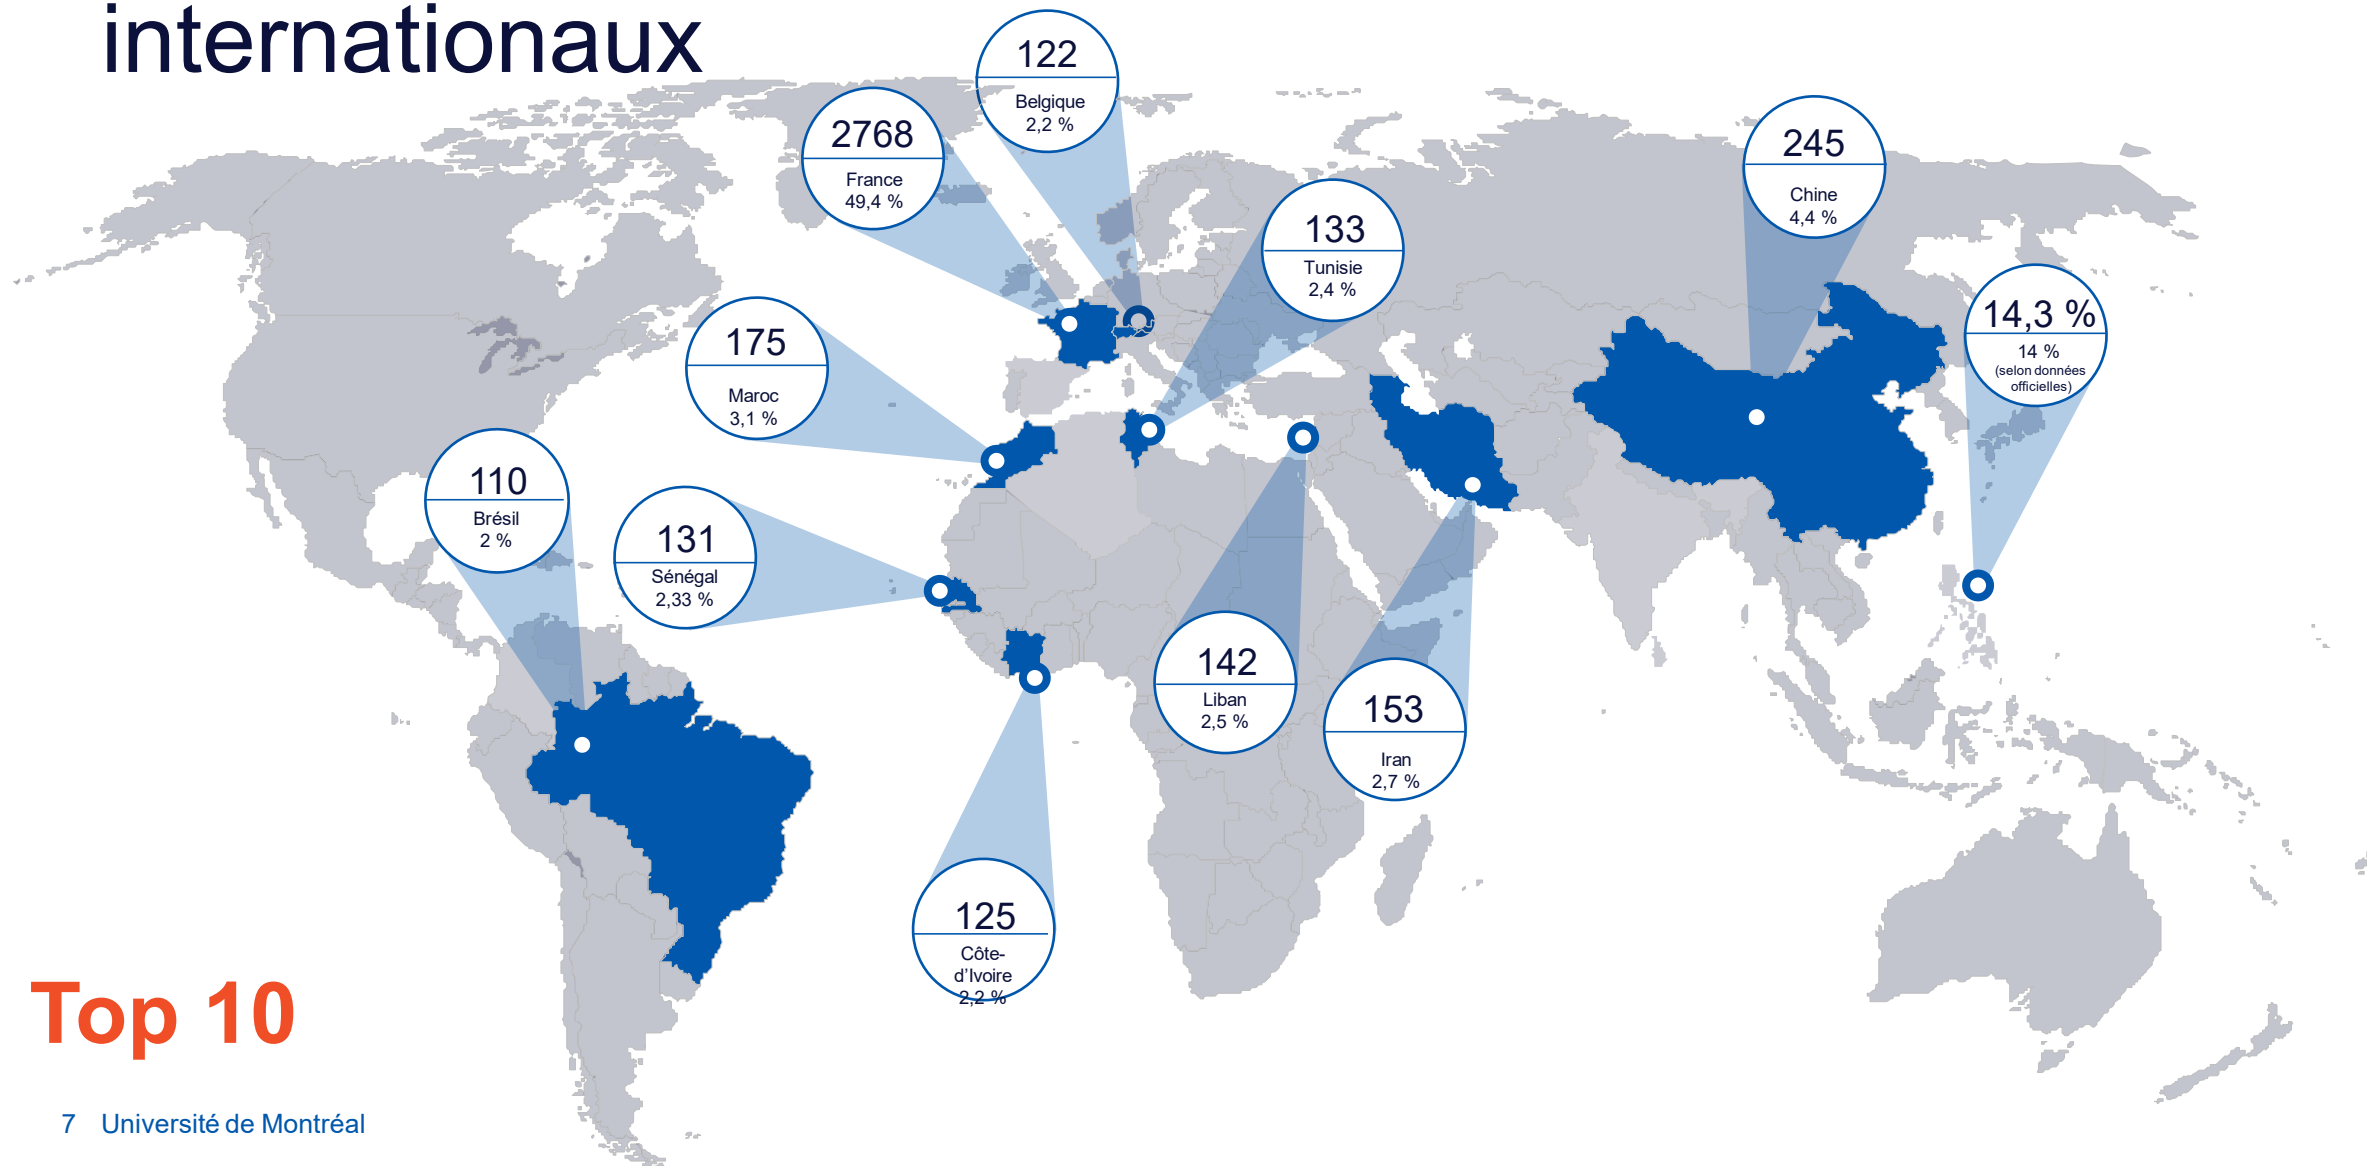 internationaux
122
Belgique
2,2 %
2768
France
49,4 %
245
Chine
4,4 %
133
Tunisie
2,4 %
14,3 %
14 %
(selon données
officielles)
175
Maroc
3,1 %
110
Brésil
2 %
131
Sénégal
2,33 %
142
Liban
2,5 %
153
Iran
2,7 %
125
Côte-
d’Ivoire
2,2 %
Top 10
7 Université de Montréal